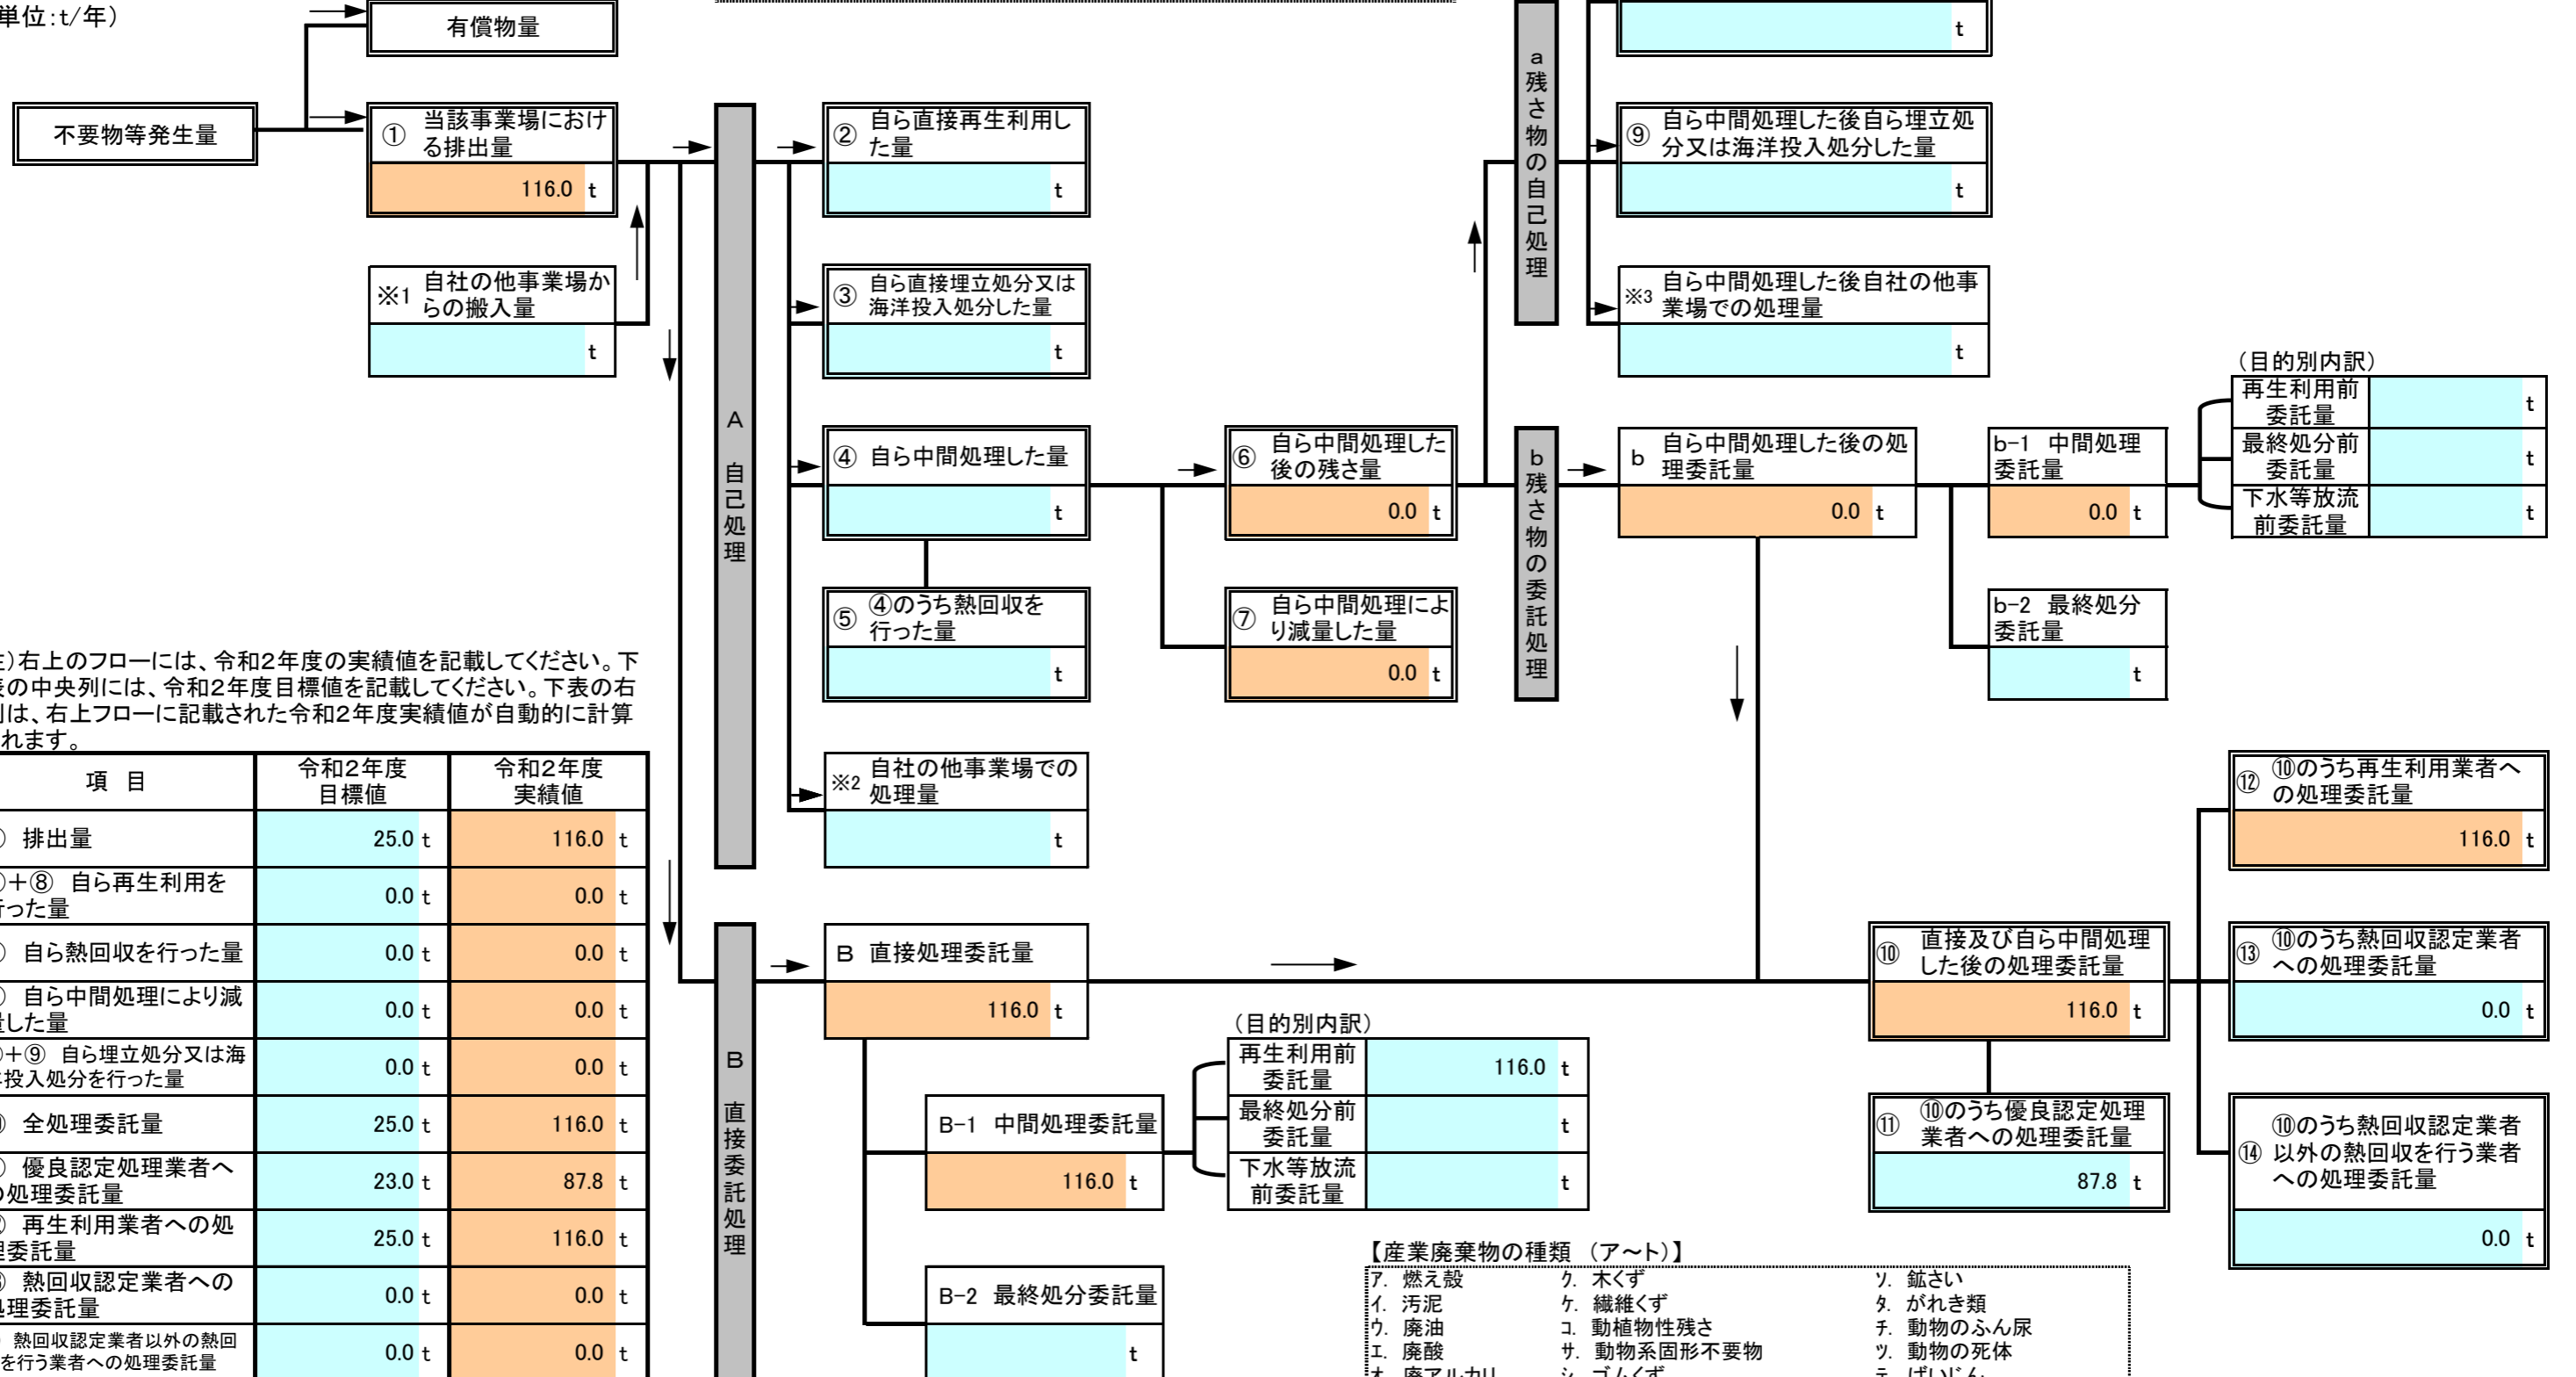 単位:t/年)
有償物量
不要物等発生量
① 当該事業場におけ
る排出量
116.0 t
※1 自社の他事業場か
らの搬入量
t
A 自己処理
② 自ら直接再生利用し
た量
t
③ 自ら直接埋立処分又は
海洋投入処分した量
t
④ 自ら中間処理した量
t
⑤ ④のうち熱回収を
行った量
t
※2 自社の他事業場での
処理量
t
⑥ 自ら中間処理した
後の残さ量
0.0 t
⑦ 自ら中間処理によ
り減量した量
0.0 t
a 残さ物の自己処理
t
⑨ 自ら中間処理した後自ら埋立処
分又は海洋投入処分した量
t
※3 自ら中間処理した後自社の他事
業場での処理量
t
b 残さ物の委託処理
b 自ら中間処理した後の処
理委託量
0.0 t
b-1 中間処理
委託量
0.0 t
b-2 最終処分
委託量
t
(目的別内訳)
再生利用前
委託量
t
最終処分前
委託量
t
下水等放流
前委託量
t
)右上のフローには、令和2年度の実績値を記載してください。下
表の中央列には、令和2年度目標値を記載してください。下表の右
は、右上フローに記載された令和2年度実績値が自動的に計算
れます。
項 目 令和2年度
目標値 令和2年度
実績値
排出量 25.0 t 116.0 t
+⑧ 自ら再生利用を
行った量 0.0 t 0.0 t
自ら熱回収を行った量 0.0 t 0.0 t
自ら中間処理により減
量した量 0.0 t 0.0 t
+⑨ 自ら埋立処分又は海
投入処分を行った量 0.0 t 0.0 t
全処理委託量 25.0 t 116.0 t
優良認定処理業者へ
の処理委託量 23.0 t 87.8 t
再生利用業者への処
理委託量 25.0 t 116.0 t
熱回収認定業者への
処理委託量 0.0 t 0.0 t
熱回収認定業者以外の熱回
を行う業者への処理委託量 0.0 t 0.0 t
B 直接委託処理
B 直接処理委託量
116.0 t
B-1 中間処理委託量
116.0 t
B-2 最終処分委託量
t
(目的別内訳)
再生利用前
委託量
116.0 t
最終処分前
委託量
t
下水等放流
前委託量
t
⑩ 直接及び自ら中間処理
した後の処理委託量
116.0 t
⑪ ⑩のうち優良認定処理
業者への処理委託量
87.8 t
⑫ ⑩のうち再生利用業者へ
の処理委託量
116.0 t
⑬ ⑩のうち熱回収認定業者
への処理委託量
0.0 t
⑭ ⑩のうち熱回収認定業者
以外の熱回収を行う業者
への処理委託量
0.0 t
【産業廃棄物の種類 (ア~ト)】
ア. 燃え殻 ク. 木くず ソ. 鉱さい
イ. 汚泥 ケ. 繊維くず タ. がれき類
ウ. 廃油 コ. 動植物性残さ チ. 動物のふん尿
エ. 廃酸 サ. 動物系固形不要物 ツ. 動物の死体
オ. 廃アルカリ シ. ゴムくず テ. ばいじん